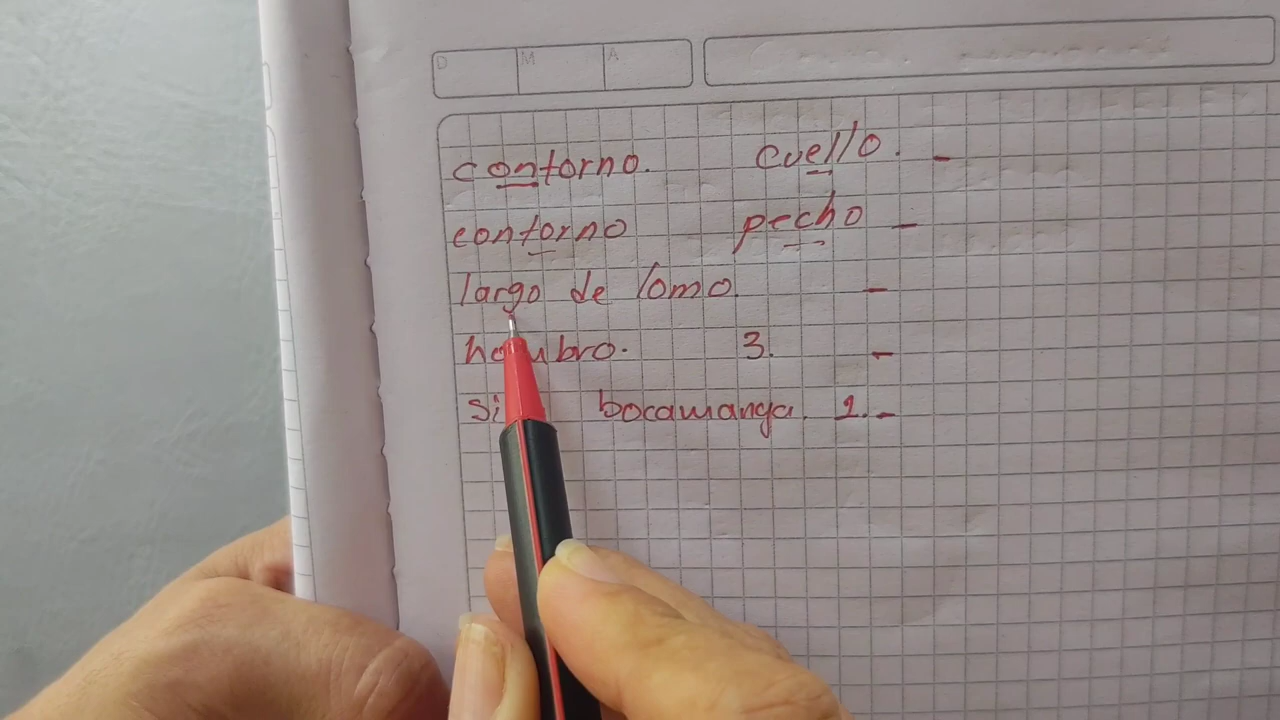 D M A
contorno. cuello. -
contorno pecho -
largo de lomo -
3. -
bocamanga. 1. -